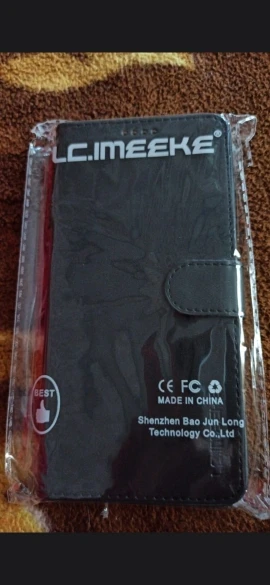 LC.IMEEKE®
BEST
CE FC
MADE IN CHINA
Shenzhen Bao Jun Long
Technology Co.,Ltd